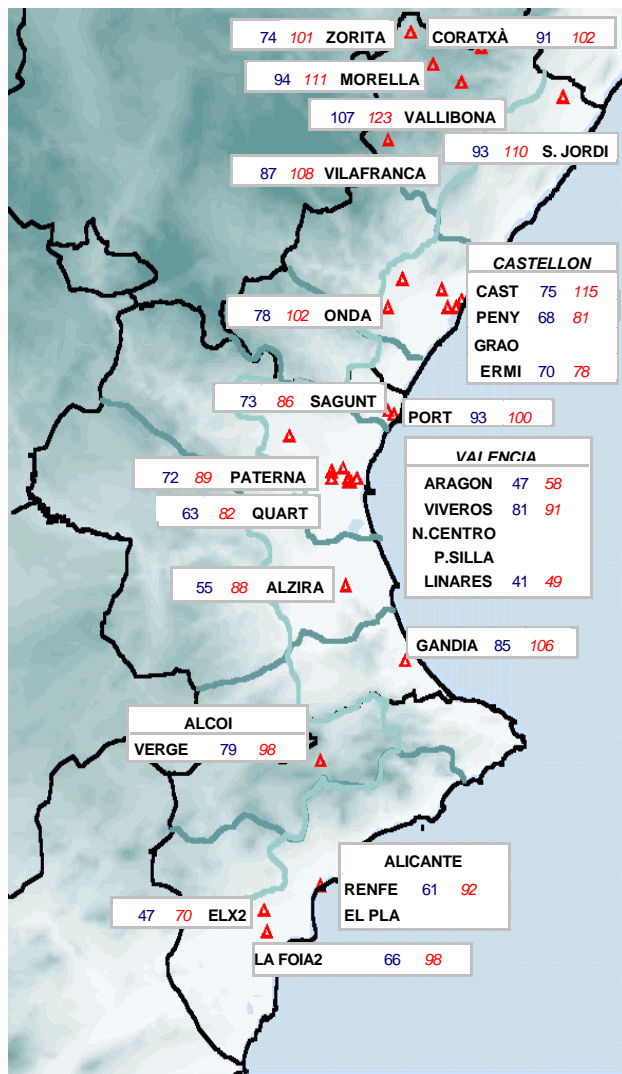 74 101 ZORITA
CORATXÀ 91 102
94 111 MORELLA
107 123 VALLIBONA
93 110 S. JORDI
87 108 VILAFRANCA
CASTELLON
CAST 75 115
PENY 68 81
GRAO
ERMI 70 78
78 102 ONDA
73 86 SAGUNT
PORT 93 100
72 89 PATERNA
63 82 QUART
VALENCIA
ARAGON 47 58
VIVEROS 81 91
N.CENTRO
P.SILLA
LINARES 41 49
55 88 ALZIRA
GANDIA 85 106
ALCOI
VERGE 79 98
ALICANTE
RENFE 61 92
EL PLA
47 70 ELX2
LA FOIA2 66 98